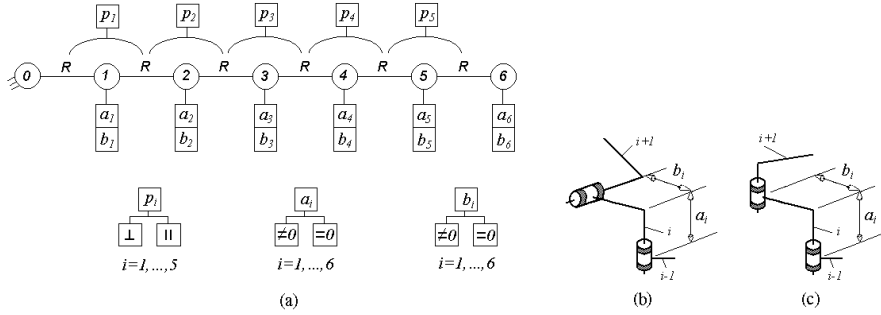 p1 p2 p3 p4 p5
R R R R R R
0 1 2 3 4 5 6
a1 a2 a3 a4 a5 a6
b1 b2 b3 b4 b5 b6
pi ai bi
⊥ || ≠0 =0 ≠0 =0
i=1, ...,5 i=1, ...,6 i=1, ...,6
(a)
i+1
bi
ai
i
i-1
(b)
i+1
bi
ai
i
i-1
(c)